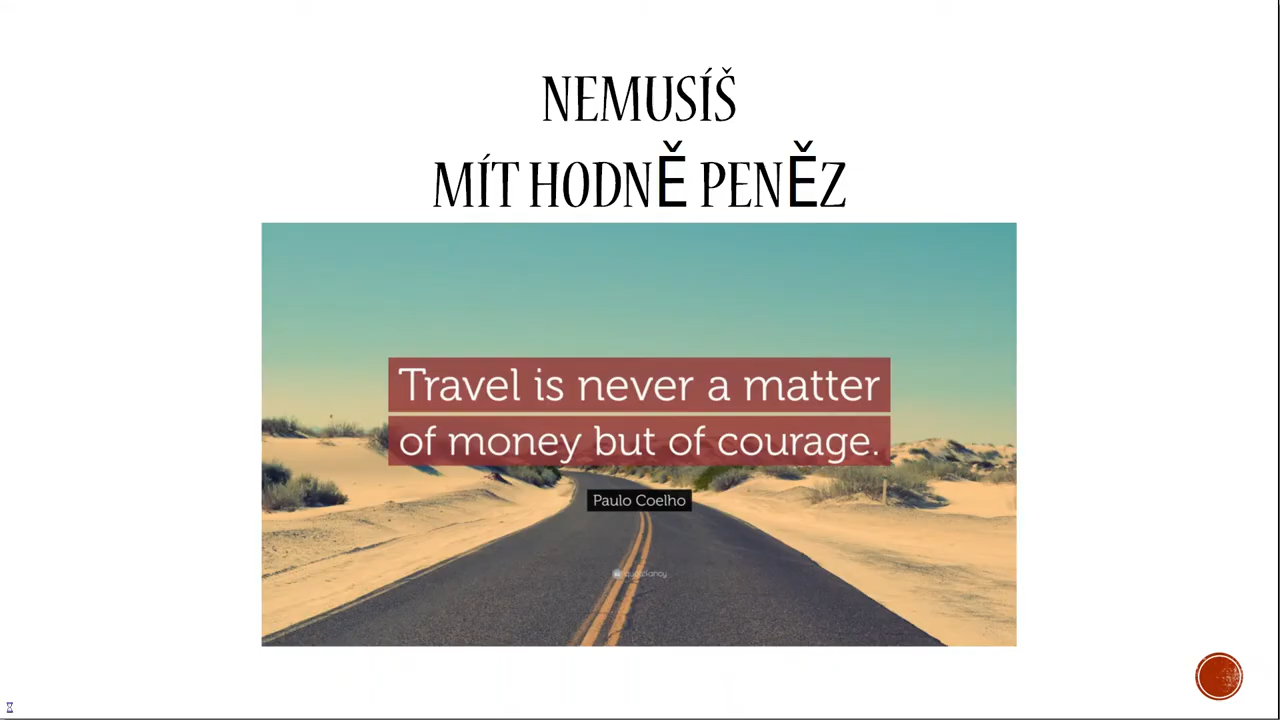 NEMUSÍŠ
MÍT HODNĚ PENĚZ
Travel is never a matter
of money but of courage.
Paulo Coelho